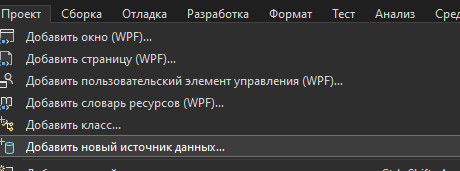 Проект Сборка Отладка Разработка Формат Тест Анализ
Добавить окно (WPF)...
Добавить страницу (WPF)...
Добавить пользовательский элемент управления (WPF)...
Добавить словарь ресурсов (WPF)...
Добавить класс...
Добавить новый источник данных...